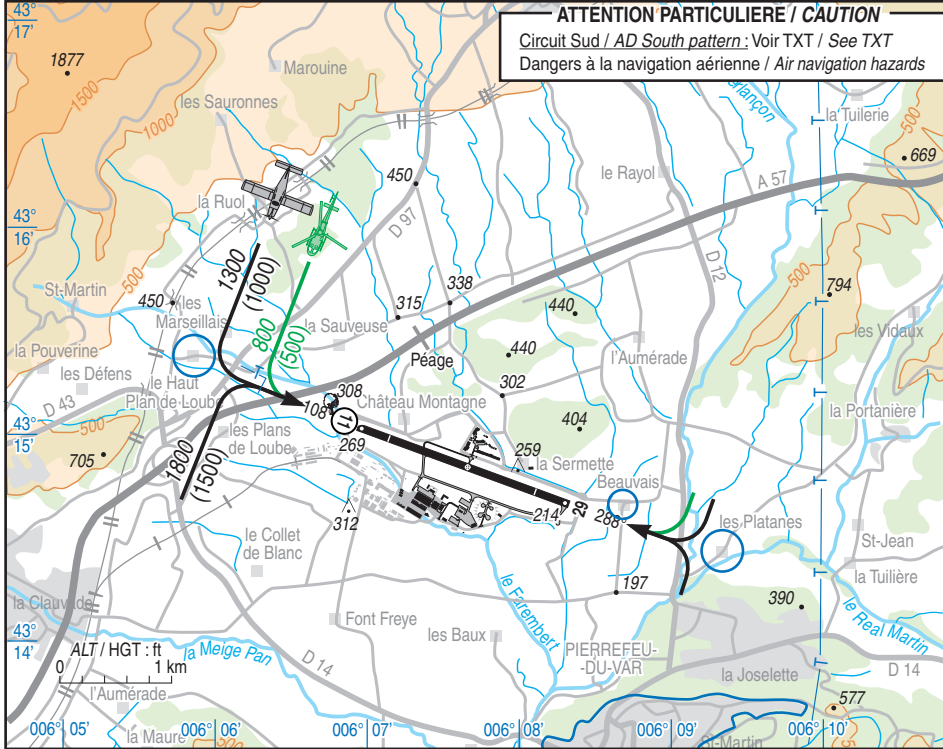 43°
17'
ATTENTION PARTICULIERE / CAUTION
Circuit Sud / AD South pattern : Voir TXT / See TXT
Dangers à la navigation aérienne / Air navigation hazards
1877
1500
1000
Marouine
les Sauronnes
la Tuilerie
500
669
le Rayol
A 57
450
la Ruol
D 97
43°
16'
D 12
500
1300
(1000)
800
(500)
St-Martin
450
les
Marseillais
315
338
440
794
la Sauveuse
les Vidaux
la Pouverine
Péage
440
l'Aumérade
les Défens
D 43
le Haut
Plan de Loube
308
108°
Château Montagne
302
la Portanière
500
43°
15'
11
404
les Plans
de Loube
269
705
1800
(1500)
259
la Sermette
Beauvais
214
29
288°
les Platanes
312
le Collet
de Blanc
St-Jean
la Tuilière
197
390
la Clauvade
le Farembert
le Real Martin
Font Freye
les Baux
43°
14'
ALT / HGT : ft
0 1 km
la Meige Pan
D 14
PIERREFEU-
-DU-VAR
la Joselette
D 14
l'Aumérade
577
006° 05'
006° 06'
006° 07'
006° 08'
006° 09'
006° 10'
la Maure
500
St-Martin